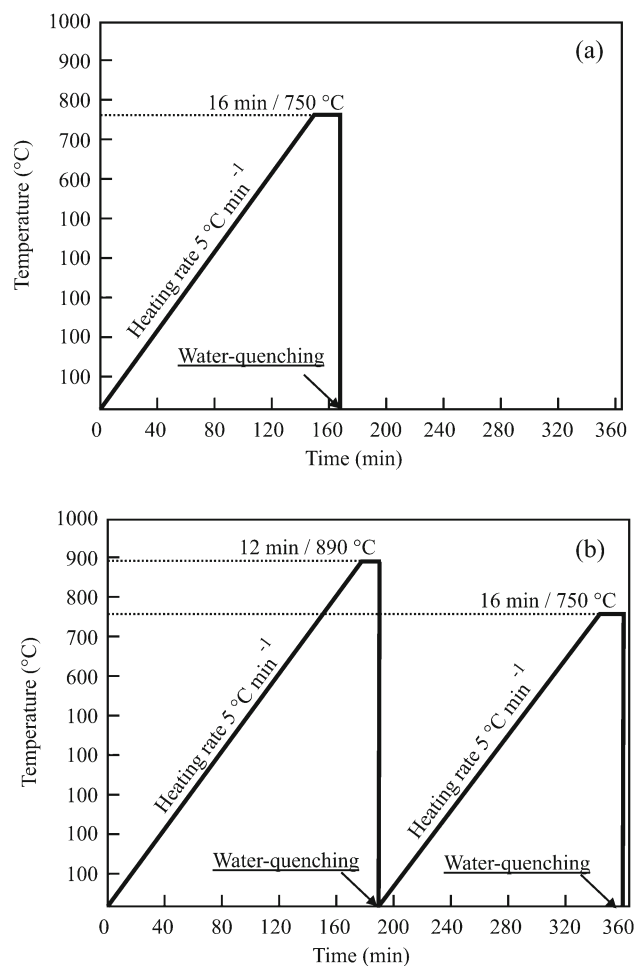 1000
(a)
900
16 min / 750 °C
800
700
600
100
100
100
100
100
Temperature (°C)
Heating rate 5 °C min -1
Water-quenching
0 40 80 120 160 200 240 280 320 360
Time (min)
1000
(b)
12 min / 890 °C
900
16 min / 750 °C
800
700
600
100
100
100
100
100
Temperature (°C)
Heating rate 5 °C min -1
Heating rate 5 °C min -1
Water-quenching
Water-quenching
0 40 80 120 160 200 240 280 320 360
Time (min)